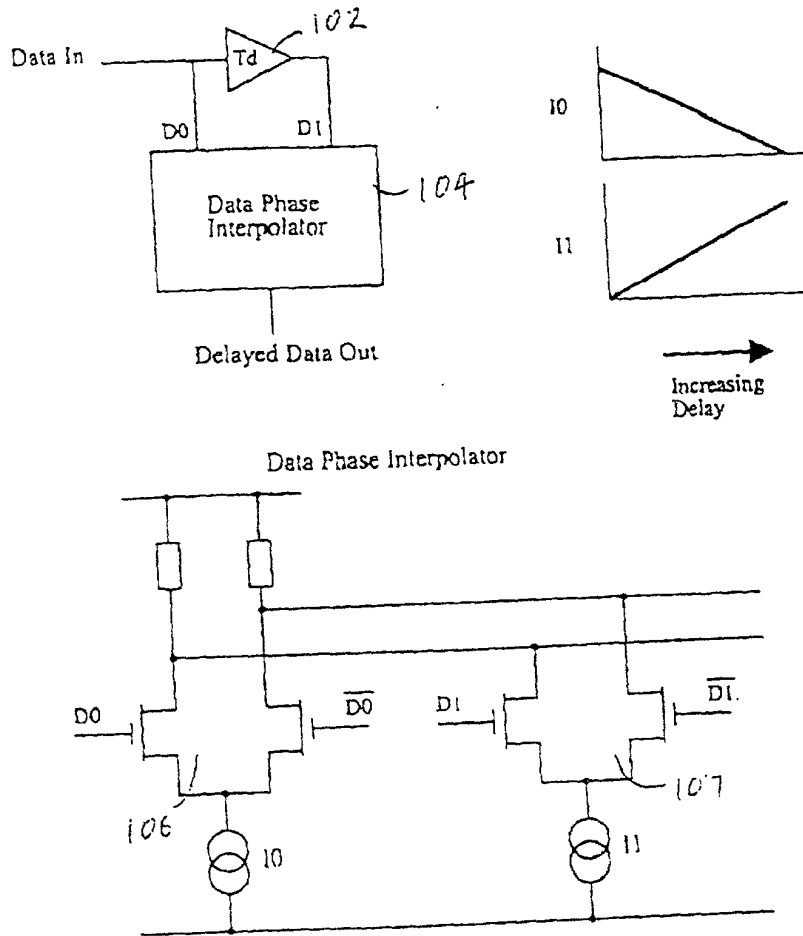 102
Data In
Td
D0
D1
104
Data Phase
Interpolator
Delayed Data Out
I0
I1
Increasing
Delay
Data Phase Interpolator
D0
D0
D1
D1.
106
107
I0
I1